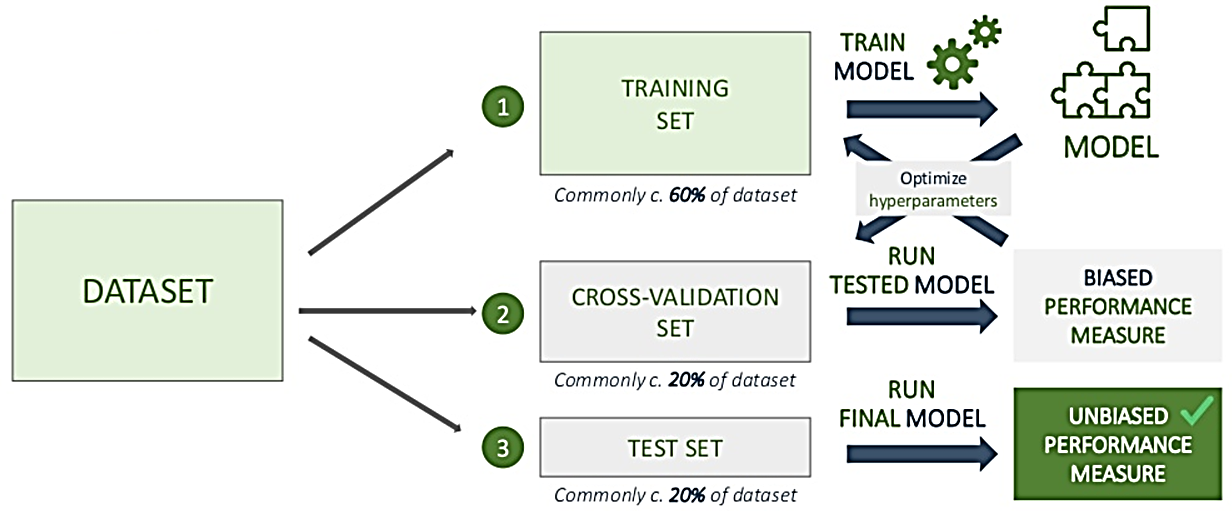 DATASET
1
TRAINING
SET
Commonly c. 60% of dataset
TRAIN
MODEL
MODEL
Optimize
hyperparameters
2
CROSS-VALIDATION
SET
Commonly c. 20% of dataset
RUN
TESTED MODEL
BIASED
PERFORMANCE
MEASURE
3
TEST SET
Commonly c. 20% of dataset
RUN
FINAL MODEL
UNBIASED
PERFORMANCE
MEASURE